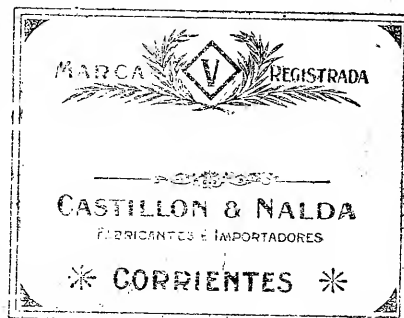 MARCA V REGISTRADA
CASTILLON & NALDA
FABRICANTES É IMPORTADORES
CORRIENTES